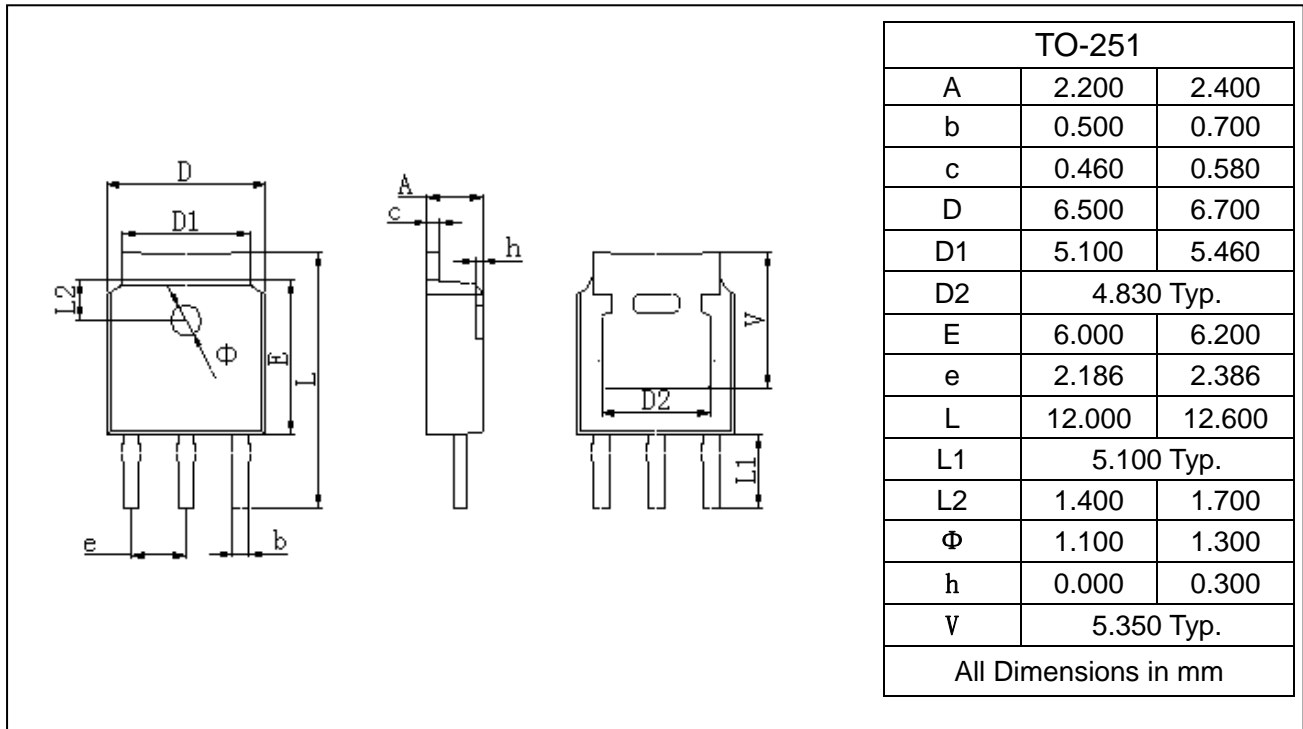 D
D1
L2
Φ
E
L
e
b
A
c
h
V
D2
L1
TO-251
A 2.200 2.400
b 0.500 0.700
c 0.460 0.580
D 6.500 6.700
D1 5.100 5.460
D2 4.830 Typ.
E 6.000 6.200
e 2.186 2.386
L 12.000 12.600
L1 5.100 Typ.
L2 1.400 1.700
Φ 1.100 1.300
h 0.000 0.300
V 5.350 Typ.
All Dimensions in mm